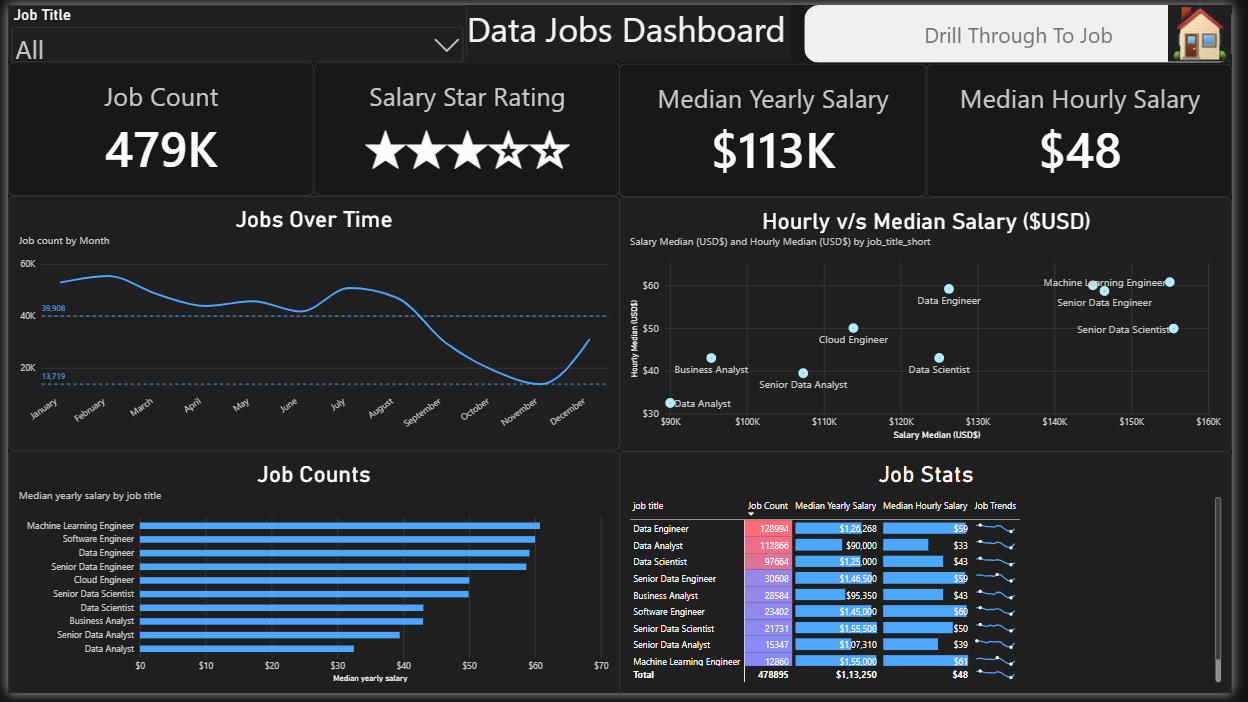 Job Title
All
Data Jobs Dashboard
Drill Through To Job
Job Count
479K
Salary Star Rating
★★★☆☆
Median Yearly Salary
$113K
Median Hourly Salary
$48
Jobs Over Time
Job count by Month
60K
40K
20K
39,908
13,719
January February March April May June July August September October November December
Hourly v/s Median Salary ($USD)
Salary Median (USD$) and Hourly Median (USD$) by job_title_short
Hourly Median (USD$)
$60
$50
$40
$30
Machine Learning Engineer
Data Engineer
Senior Data Engineer
Senior Data Scientist
Cloud Engineer
Business Analyst
Data Scientist
Senior Data Analyst
Data Analyst
$90K $100K $110K $120K $130K $140K $150K $160K
Salary Median (USD$)
Job Counts
Median yearly salary by job title
Machine Learning Engineer
Software Engineer
Data Engineer
Senior Data Engineer
Cloud Engineer
Senior Data Scientist
Data Scientist
Business Analyst
Senior Data Analyst
Data Analyst
$0 $10 $20 $30 $40 $50 $60 $70
Median yearly salary
Job Stats
job title Job Count Median Yearly Salary Median Hourly Salary Job Trends
Data Engineer 128994 $1,26,268 $59
Data Analyst 112866 $90,000 $33
Data Scientist 97664 $1,25,000 $43
Senior Data Engineer 30608 $1,46,500 $59
Business Analyst 28584 $95,350 $43
Software Engineer 23402 $1,45,000 $60
Senior Data Scientist 21731 $1,55,500 $50
Senior Data Analyst 15347 $1,07,310 $39
Machine Learning Engineer 12860 $1,55,000 $61
Total 478895 $1,13,250 $48